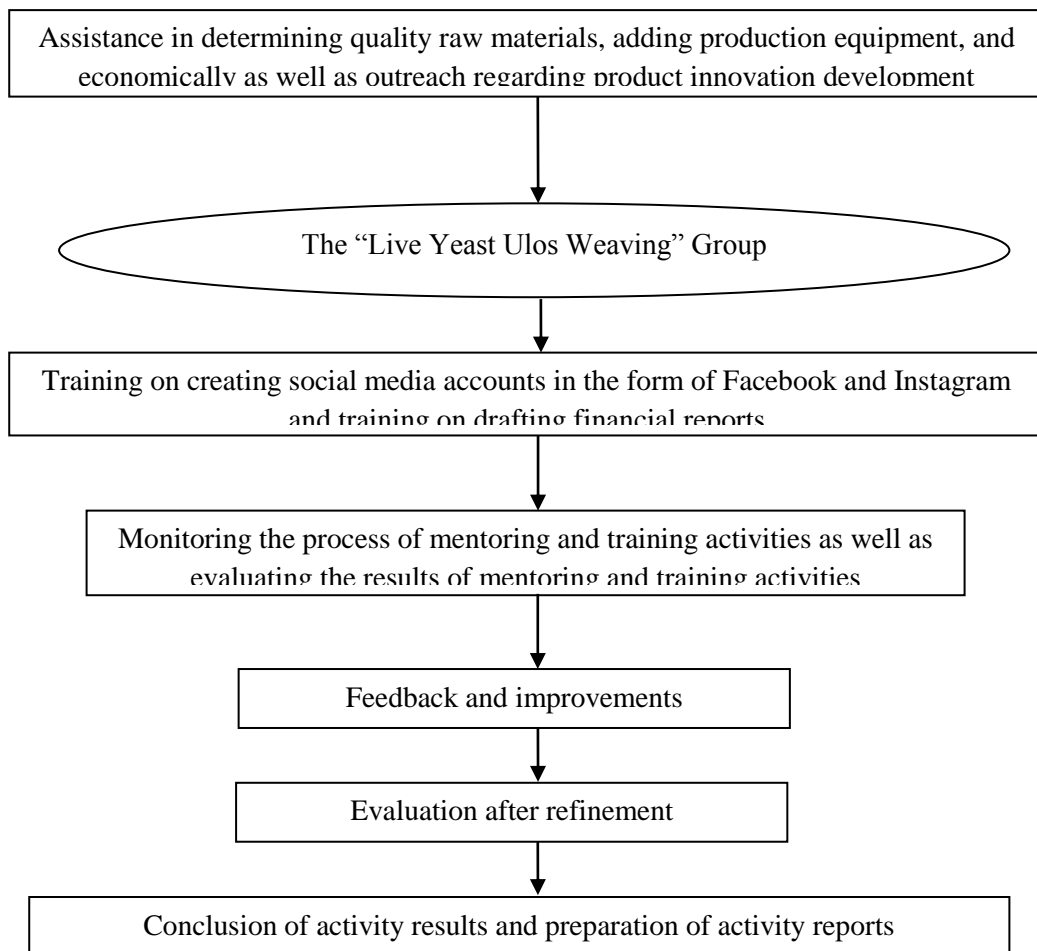 Assistance in determining quality raw materials, adding production equipment, and
economically as well as outreach regarding product innovation development
The “Live Yeast Ulos Weaving” Group
Training on creating social media accounts in the form of Facebook and Instagram
and training on drafting financial reports
Monitoring the process of mentoring and training activities as well as
evaluating the results of mentoring and training activities
Feedback and improvements
Evaluation after refinement
Conclusion of activity results and preparation of activity reports